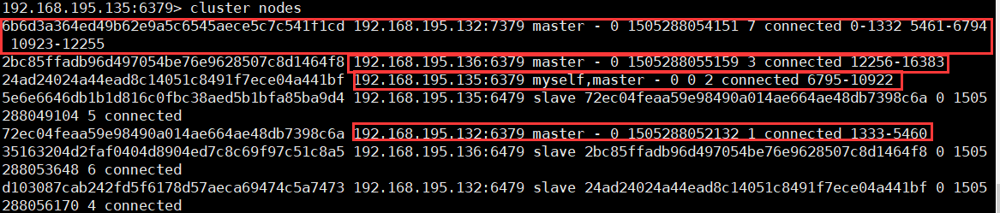 192.168.195.135:6379> cluster nodes
6b6d3a364ed49b62e9a5c6545aece5c7c541f1cd 192.168.195.132:7379 master - 0 1505288054151 7 connected 0-1332 5461-6794
10923-12255
2bc85ffadb96d497054be76e9628507c8d1464f8 192.168.195.136:6379 master - 0 1505288055159 3 connected 12256-16383
24ad24024a44ead8c14051c8491f7ece04a441bf 192.168.195.135:6379 myself,master - 0 0 2 connected 6795-10922
5e6e6646db1b1d816c0fbc38aed5b1bfa85ba9d4 192.168.195.135:6479 slave 72ec04feaa59e98490a014ae664ae48db7398c6a 0 1505
288049104 5 connected
72ec04feaa59e98490a014ae664ae48db7398c6a 192.168.195.132:6379 master - 0 1505288052132 1 connected 1333-5460
35163204d2faf0404d8904ed7c8c69f97c51c8a5 192.168.195.136:6479 slave 2bc85ffadb96d497054be76e9628507c8d1464f8 0 1505
288053648 6 connected
d103087cab242fd5f6178d57aeca69474c5a7473 192.168.195.132:6479 slave 24ad24024a44ead8c14051c8491f7ece04a441bf 0 1505
288056170 4 connected